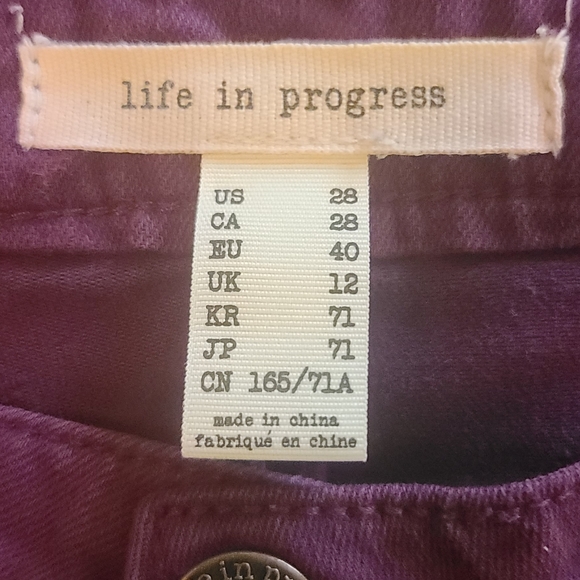 life in progress
US 28
CA 28
EU 40
UK 12
KR 71
JP 71
CN 165/71A
made in china
fabriqué en chine
in